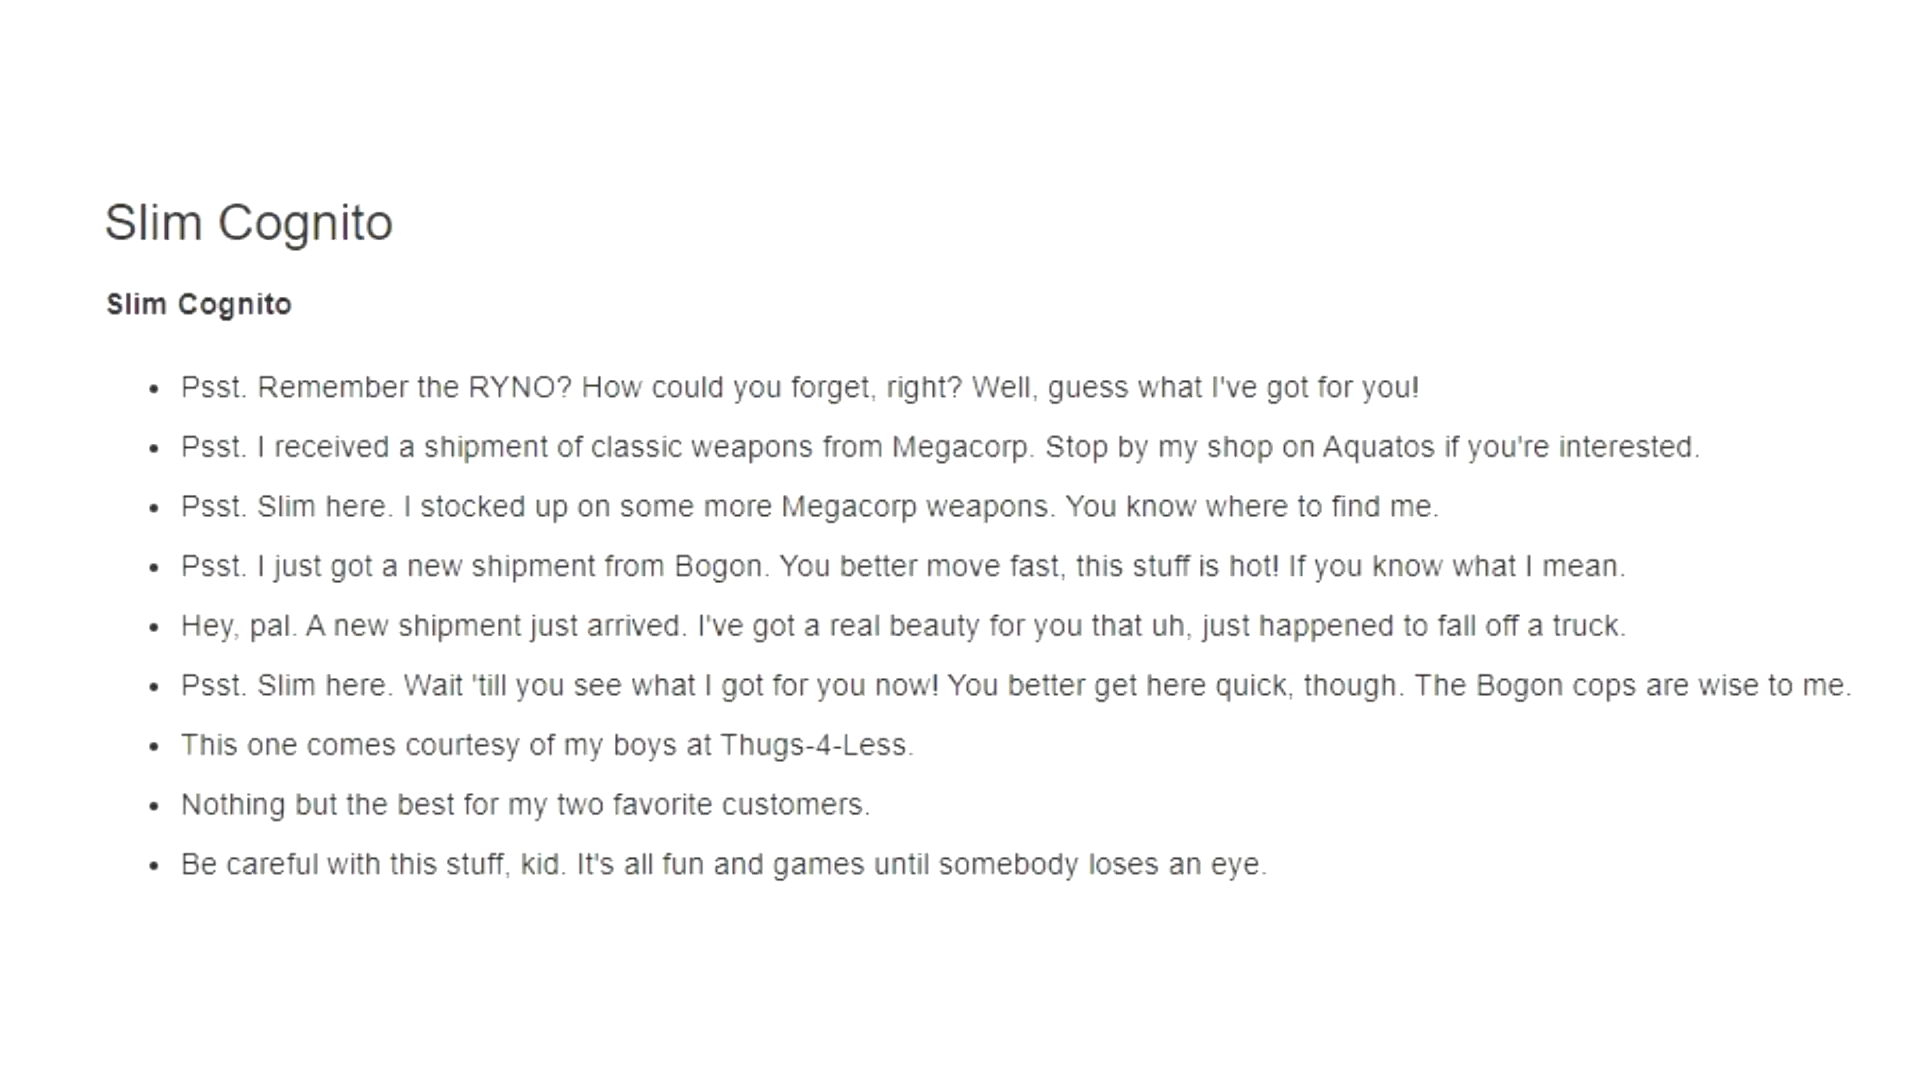 Slim Cognito
Slim Cognito
• Psst. Remember the RYNO? How could you forget, right? Well, guess what I've got for you!
• Psst. I received a shipment of classic weapons from Megacorp. Stop by my shop on Aquatos if you're interested.
• Psst. Slim here. I stocked up on some more Megacorp weapons. You know where to find me.
• Psst. I just got a new shipment from Bogon. You better move fast, this stuff is hot! If you know what I mean.
• Hey, pal. A new shipment just arrived. I've got a real beauty for you that uh, just happened to fall off a truck.
• Psst. Slim here. Wait 'till you see what I got for you now! You better get here quick, though. The Bogon cops are wise to me.
• This one comes courtesy of my boys at Thugs-4-Less.
• Nothing but the best for my two favorite customers.
• Be careful with this stuff, kid. It's all fun and games until somebody loses an eye.